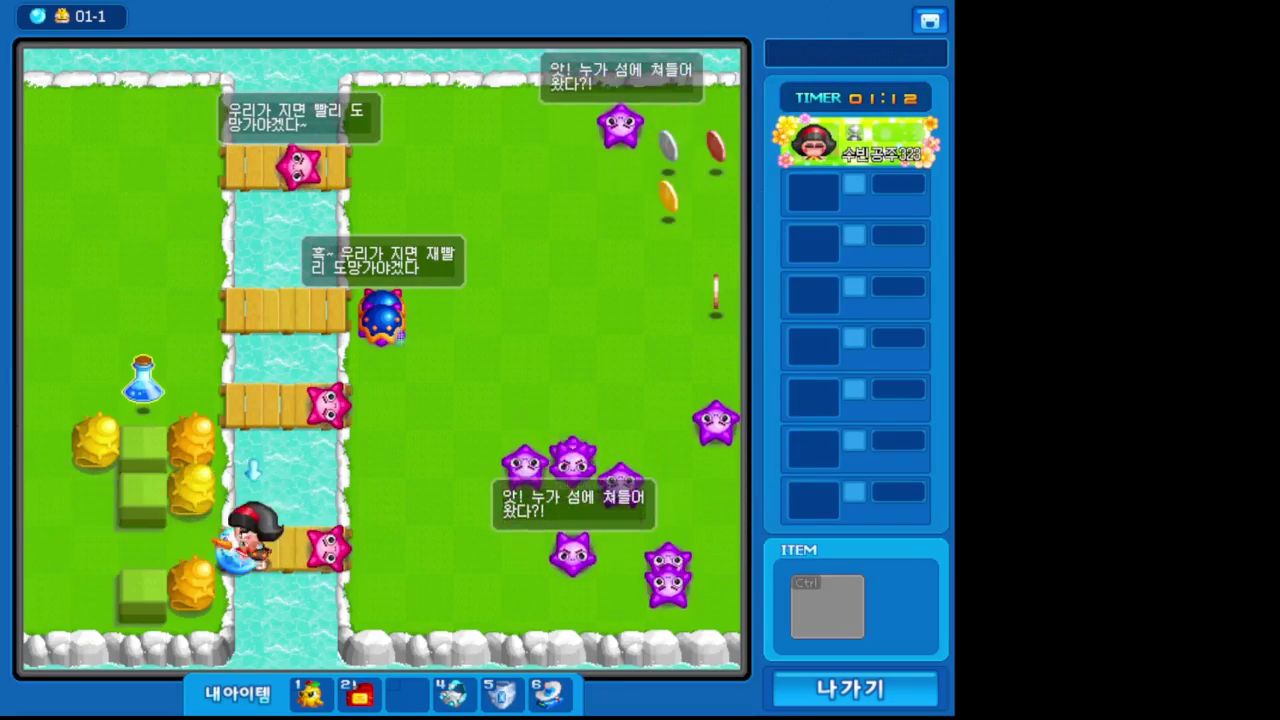 01-1
앗! 누가 섬에 쳐들어
왔다?!
우리가 지면 빨리 도
망가야겠다~
TIMER 01:12
수빈공주323
흑~ 우리가 지면 재빨
리 도망가야겠다
앗! 누가 섬에 쳐들어
왔다?!
ITEM
Ctrl
내아이템
1
2
4
5
6
나가기